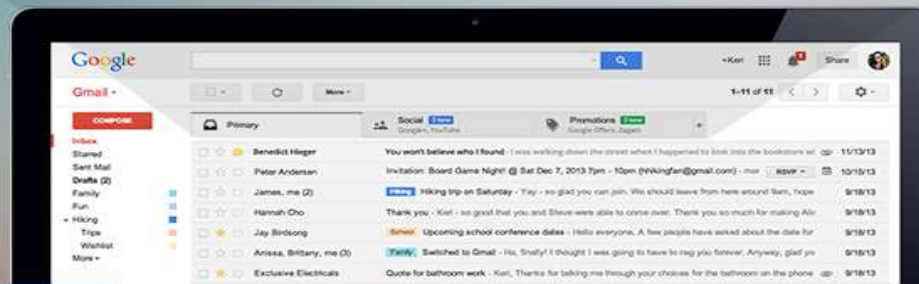 Google
+Keri
Share
Gmail
More
1–11 of 11
COMPOSE
Primary
Social 2 new
Google+, YouTube
Promotions 2 new
Google Offers, Zagat
Inbox
Starred
Sent Mail
Drafts (2)
Family
Fun
Hiking
Trips
Wishlist
More
Benedict Hieger You won't believe who I found - I was walking down the street when I happened to look into the bookstore wi 11/13/13
Peter Andersen Invitation: Board Game Night! @ Sat Dec 7, 2013 7pm - 10pm (hhikingfan@gmail.com) - RSVP 10/15/13
James, me (2) Hiking Hiking trip on Saturday - Yay - so glad you can join. We should leave from here around 9am, hope 9/18/13
Hannah Cho Thank you - Keri - so good that you and Steve were able to come over. Thank you so much for making 9/18/13
Jay Birdsong School Upcoming school conference dates - Hello everyone, A few people have asked about the date for 9/18/13
Anissa, Brittany, me (3) Family Switched to Gmail - Ha, finally! I thought I was going to have to nag you forever. Anyway, glad yo 9/18/13
Exclusive Electricals Quote for bathroom work - Keri, Thanks for talking me through your choices for the bathroom on the phone 9/18/13